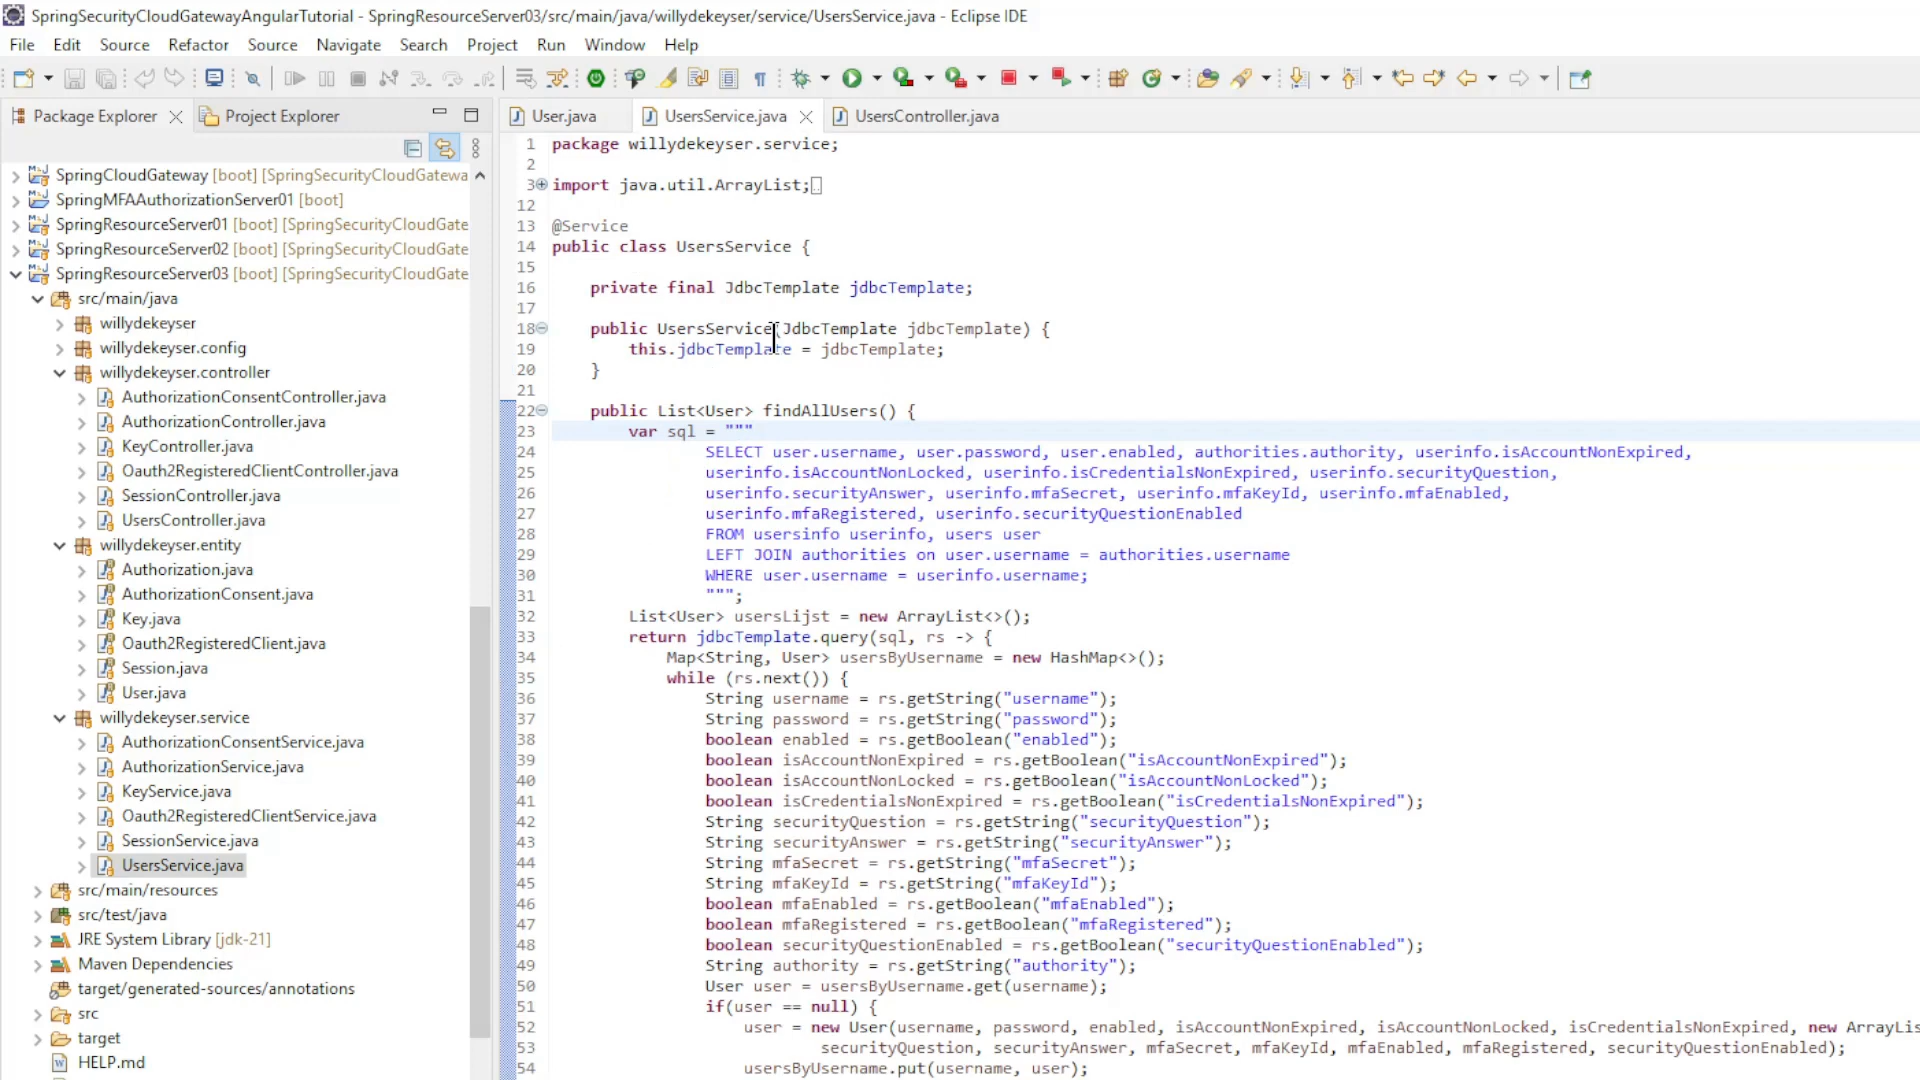 SpringSecurityCloudGatewayAngularTutorial - SpringResourceServer03/src/main/java/willydekeyser/service/UsersService.java - Eclipse IDE
File Edit Source Refactor Source Navigate Search Project Run Window Help
Package Explorer Project Explorer
SpringCloudGateway [boot] [SpringSecurityCloudGatewa
SpringMFAAuthorizationServer01 [boot]
SpringResourceServer01 [boot] [SpringSecurityCloudGate
SpringResourceServer02 [boot] [SpringSecurityCloudGate
SpringResourceServer03 [boot] [SpringSecurityCloudGate
src/main/java
willydekeyser
willydekeyser.config
willydekeyser.controller
AuthorizationConsentController.java
AuthorizationController.java
KeyController.java
Oauth2RegisteredClientController.java
SessionController.java
UsersController.java
willydekeyser.entity
Authorization.java
AuthorizationConsent.java
Key.java
Oauth2RegisteredClient.java
Session.java
User.java
willydekeyser.service
AuthorizationConsentService.java
AuthorizationService.java
KeyService.java
Oauth2RegisteredClientService.java
SessionService.java
UsersService.java
src/main/resources
src/test/java
JRE System Library [jdk-21]
Maven Dependencies
target/generated-sources/annotations
src
target
HELP.md
User.java UsersService.java UsersController.java
1 package willydekeyser.service;
2
3 import java.util.ArrayList;
12
13 @Service
14 public class UsersService {
15
16 private final JdbcTemplate jdbcTemplate;
17
18 public UsersService(JdbcTemplate jdbcTemplate) {
19 this.jdbcTemplate = jdbcTemplate;
20 }
21
22 public List<User> findAllUsers() {
23 var sql = """
24 SELECT user.username, user.password, user.enabled, authorities.authority, userinfo.isAccountNonExpired,
25 userinfo.isAccountNonLocked, userinfo.isCredentialsNonExpired, userinfo.securityQuestion,
26 userinfo.securityAnswer, userinfo.mfaSecret, userinfo.mfaKeyId, userinfo.mfaEnabled,
27 userinfo.mfaRegistered, userinfo.securityQuestionEnabled
28 FROM usersinfo userinfo, users user
29 LEFT JOIN authorities on user.username = authorities.username
30 WHERE user.username = userinfo.username;
31 """;
32 List<User> usersLijst = new ArrayList<>();
33 return jdbcTemplate.query(sql, rs -> {
34 Map<String, User> usersByUsername = new HashMap<>();
35 while (rs.next()) {
36 String username = rs.getString("username");
37 String password = rs.getString("password");
38 boolean enabled = rs.getBoolean("enabled");
39 boolean isAccountNonExpired = rs.getBoolean("isAccountNonExpired");
40 boolean isAccountNonLocked = rs.getBoolean("isAccountNonLocked");
41 boolean isCredentialsNonExpired = rs.getBoolean("isCredentialsNonExpired");
42 String securityQuestion = rs.getString("securityQuestion");
43 String securityAnswer = rs.getString("securityAnswer");
44 String mfaSecret = rs.getString("mfaSecret");
45 String mfaKeyId = rs.getString("mfaKeyId");
46 boolean mfaEnabled = rs.getBoolean("mfaEnabled");
47 boolean mfaRegistered = rs.getBoolean("mfaRegistered");
48 boolean securityQuestionEnabled = rs.getBoolean("securityQuestionEnabled");
49 String authority = rs.getString("authority");
50 User user = usersByUsername.get(username);
51 if(user == null) {
52 user = new User(username, password, enabled, isAccountNonExpired, isAccountNonLocked, isCredentialsNonExpired, new ArrayLis
53 securityQuestion, securityAnswer, mfaSecret, mfaKeyId, mfaEnabled, mfaRegistered, securityQuestionEnabled);
54 usersByUsername.put(username, user);